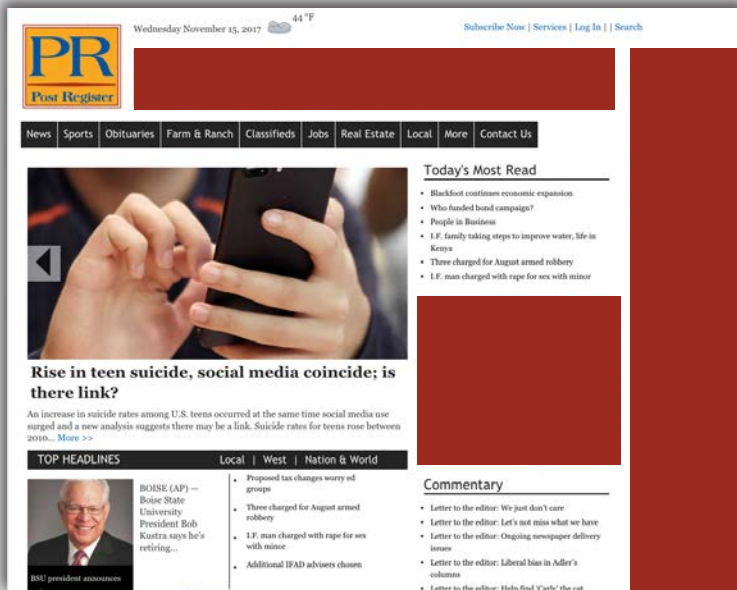 Wednesday November 15, 2017
44 °F
Subscribe Now | Services | Log In | | Search
PR
Post Register
News
Sports
Obituaries
Farm & Ranch
Classifieds
Jobs
Real Estate
Local
More
Contact Us
Rise in teen suicide, social media coincide; is
there link?
An increase in suicide rates among U.S. teens occurred at the same time social media use
surged and a new analysis suggests there may be a link. Suicide rates for teens rose between
2010... More >>
TOP HEADLINES
Local | West | Nation & World
BOISE (AP) —
Boise State
University
President Bob
Kustra says he's
retiring...
BSU president announces
• Proposed tax changes worry ed
groups
• Three charged for August armed
robbery
• I.F. man charged with rape for sex
with minor
• Additional IFAD advisers chosen
Today's Most Read
• Blackfoot continues economic expansion
• Who funded bond campaign?
• People in Business
• I.F. family taking steps to improve water, life in
Kenya
• Three charged for August armed robbery
• I.F. man charged with rape for sex with minor
Commentary
• Letter to the editor: We just don't care
• Letter to the editor: Let's not miss what we have
• Letter to the editor: Ongoing newspaper delivery
issues
• Letter to the editor: Liberal bias in Adler's
columns
• Letter to the editor: Help find 'Carly' the cat